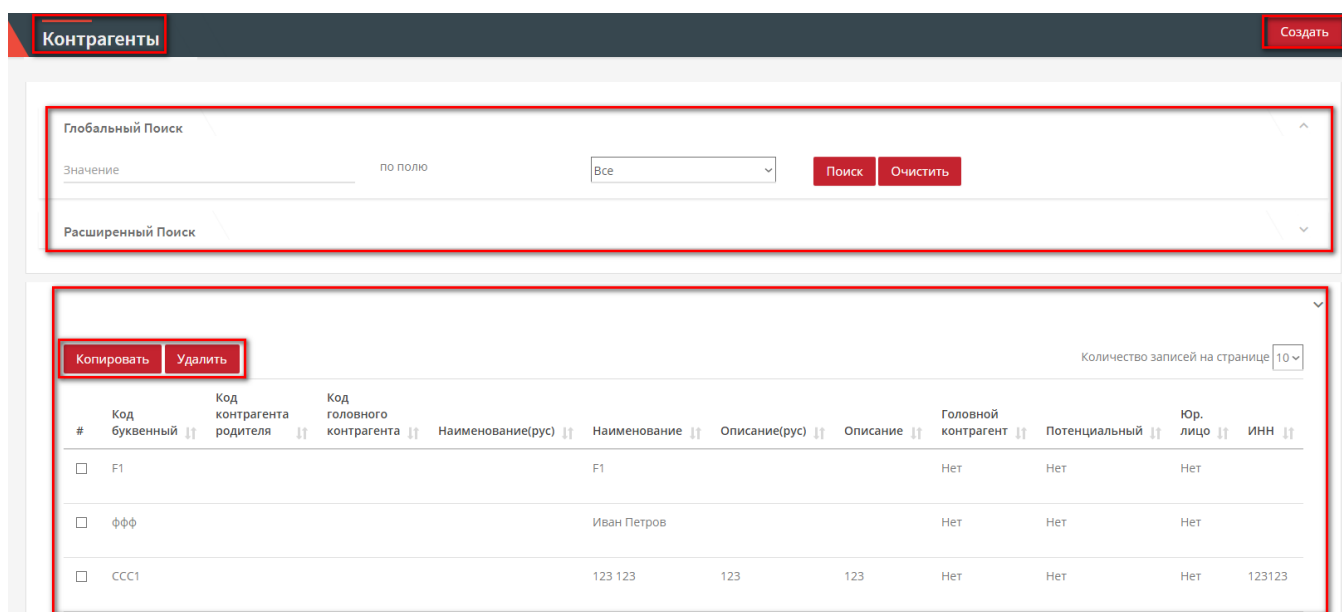 Контрагенты
Создать
Глобальный Поиск
Значение по полю Все Поиск Очистить
Расширенный Поиск
Копировать Удалить Количество записей на странице 10
# Код буквенный Код контрагента родителя Код головного контрагента Наименование(рус) Наименование Описание(рус) Описание Головной контрагент Потенциальный Юр. лицо ИНН
F1 F1 Нет Нет Нет
ффф Иван Петров Нет Нет Нет
CCC1 123 123 123 123 Нет Нет Нет 123123